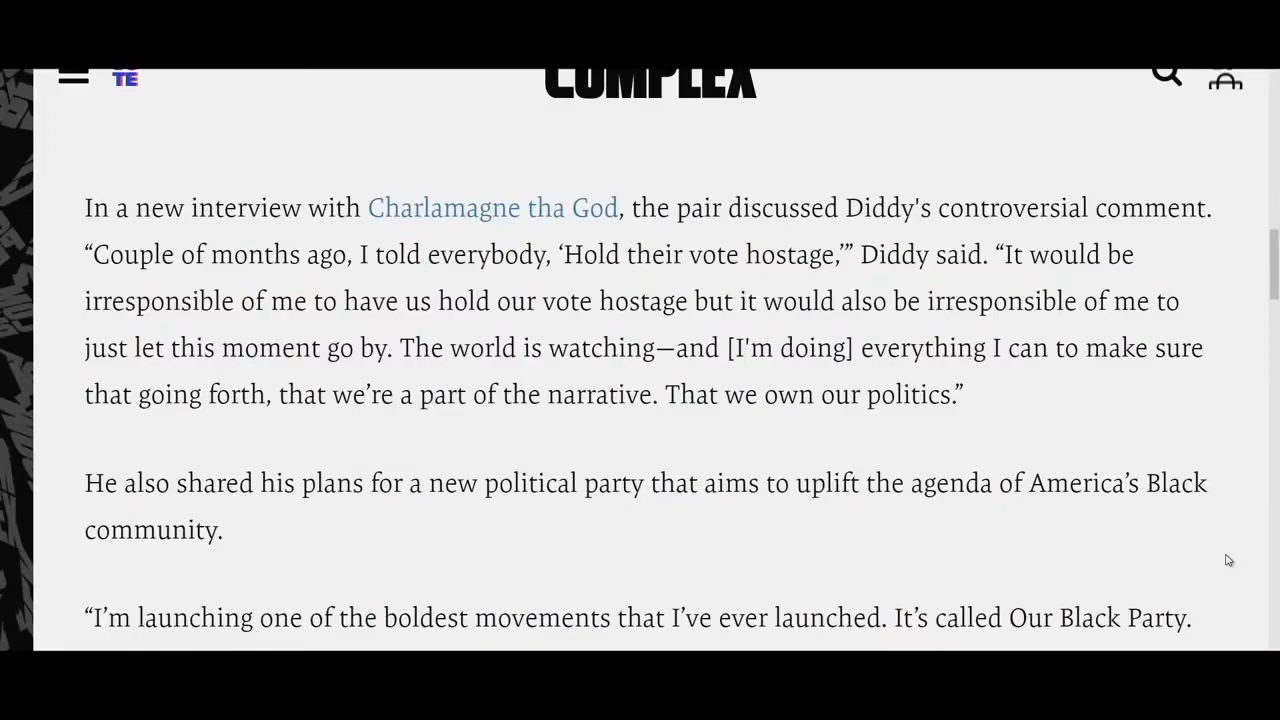 TE
COMPLEX
In a new interview with Charlamagne tha God, the pair discussed Diddy's controversial comment.
“Couple of months ago, I told everybody, ‘Hold their vote hostage,’” Diddy said. “It would be
irresponsible of me to have us hold our vote hostage but it would also be irresponsible of me to
just let this moment go by. The world is watching—and [I'm doing] everything I can to make sure
that going forth, that we’re a part of the narrative. That we own our politics.”
He also shared his plans for a new political party that aims to uplift the agenda of America’s Black
community.
“I’m launching one of the boldest movements that I’ve ever launched. It’s called Our Black Party.